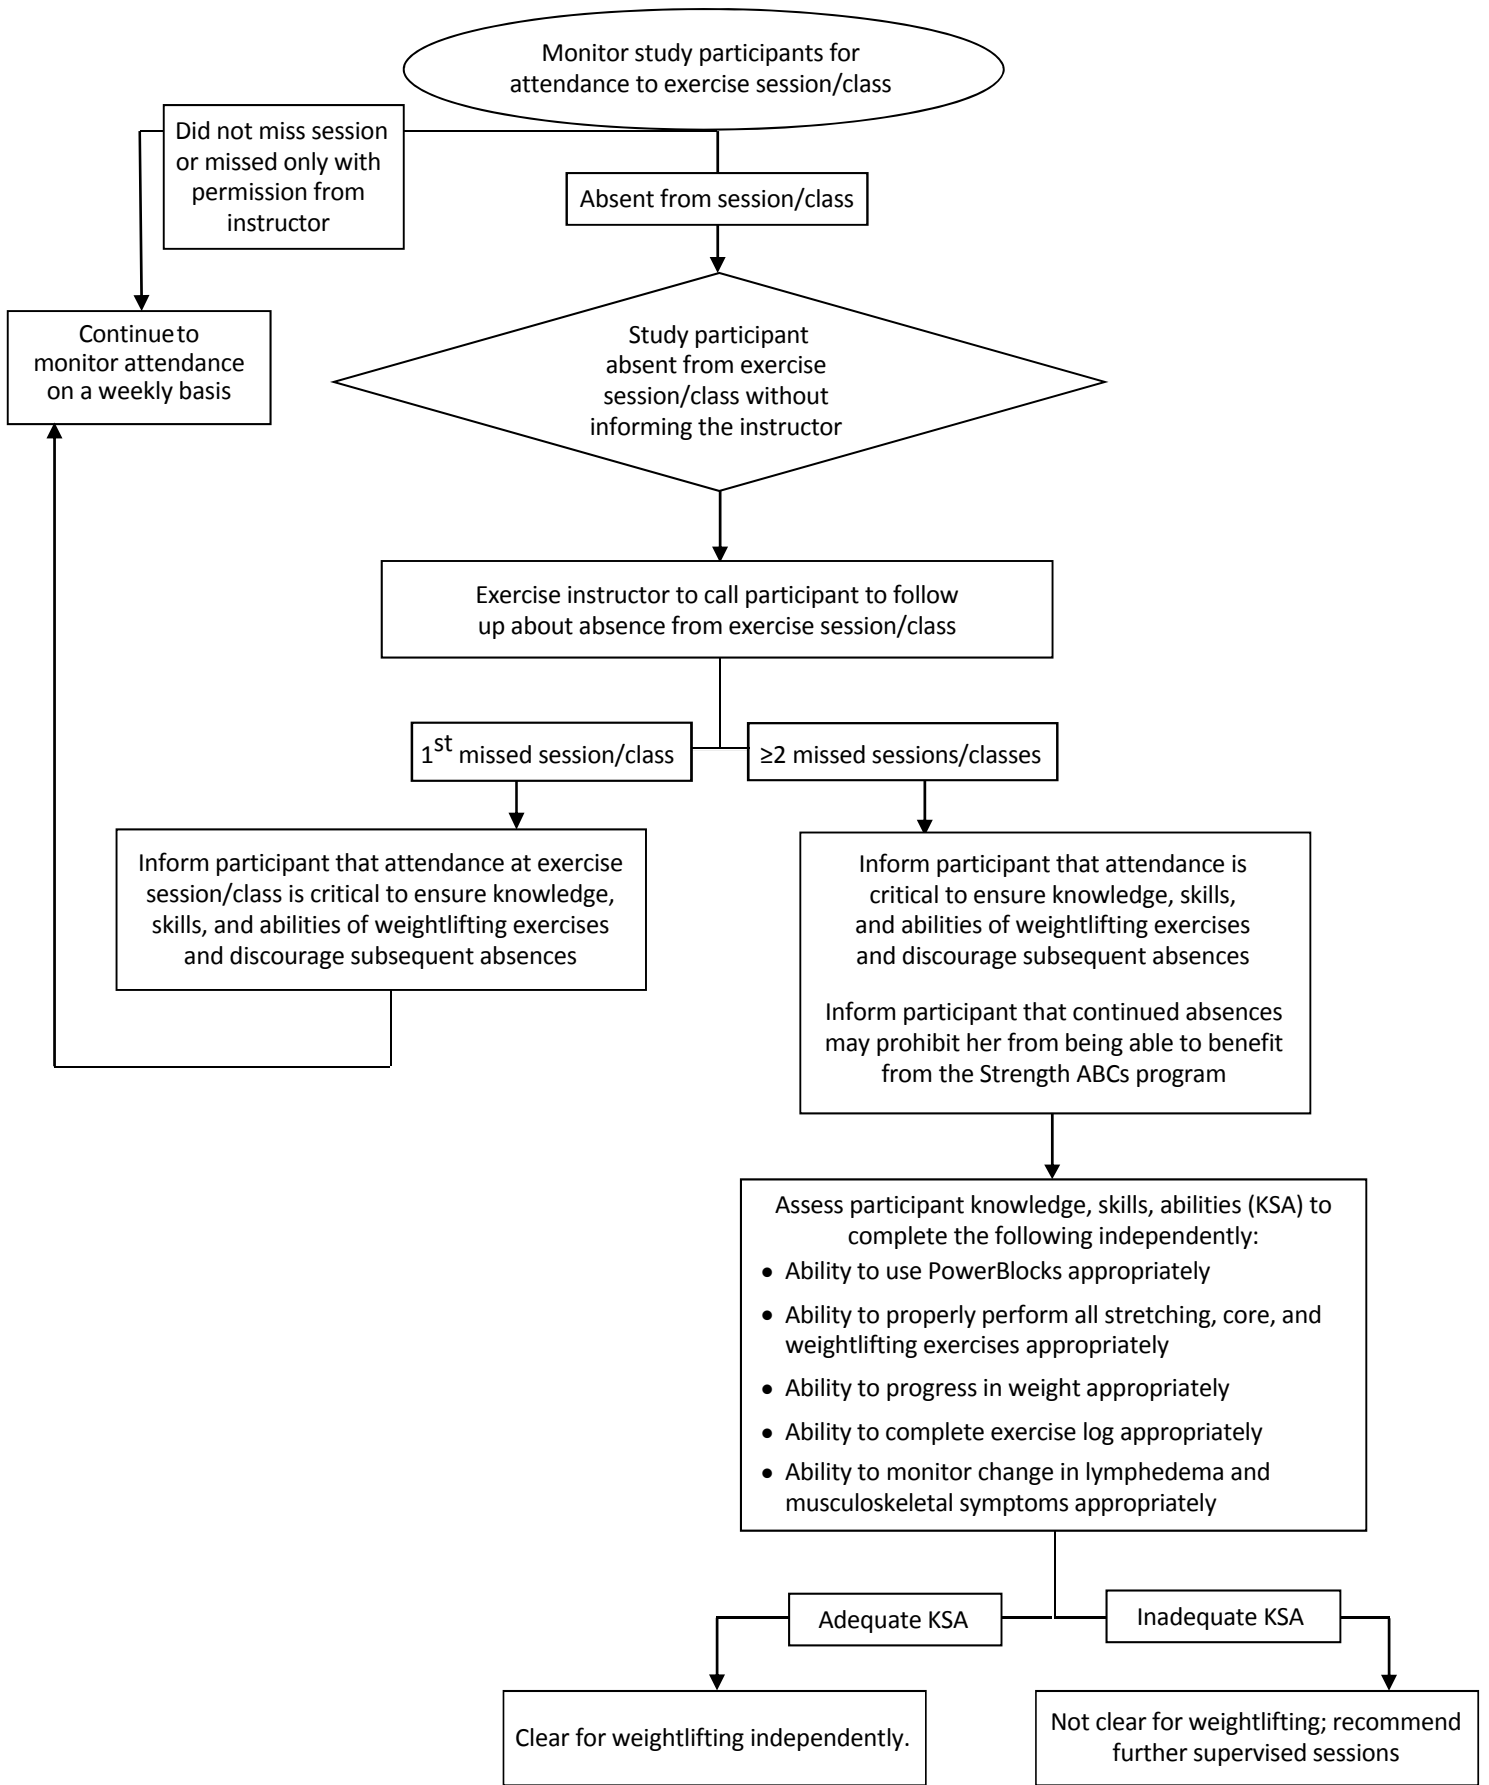 Monitor study participants for
attendance to exercise session/class
Did not miss session
or missed only with
permission from
instructor
Absent from session/class
Continue to
monitor attendance
on a weekly basis
Study participant
absent from exercise
session/class without
informing the instructor
Exercise instructor to call participant to follow
up about absence from exercise session/class
1st missed session/class
≥2 missed sessions/classes
Inform participant that attendance at exercise
session/class is critical to ensure knowledge,
skills, and abilities of weightlifting exercises
and discourage subsequent absences
Inform participant that attendance is
critical to ensure knowledge, skills,
and abilities of weightlifting exercises
and discourage subsequent absences
Inform participant that continued absences
may prohibit her from being able to benefit
from the Strength ABCs program
Assess participant knowledge, skills, abilities (KSA) to
complete the following independently:
• Ability to use PowerBlocks appropriately
• Ability to properly perform all stretching, core, and
weightlifting exercises appropriately
• Ability to progress in weight appropriately
• Ability to complete exercise log appropriately
• Ability to monitor change in lymphedema and
musculoskeletal symptoms appropriately
Adequate KSA
Inadequate KSA
Clear for weightlifting independently.
Not clear for weightlifting; recommend
further supervised sessions